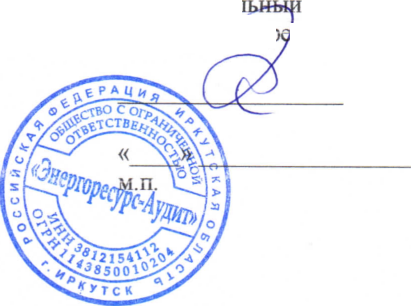 ЬНЫЙ
«          »
М.П.
РОССИЙСКАЯ ФЕДЕРАЦИЯ ИРКУТСКАЯ ОБЛАСТЬ
г. ИРКУТСК
ОБЩЕСТВО С ОГРАНИЧЕННОЙ
ОТВЕТСТВЕННОСТЬЮ
«Энергоресурс-Аудит»
ИНН 3812154112
ОГРН 1143850010204